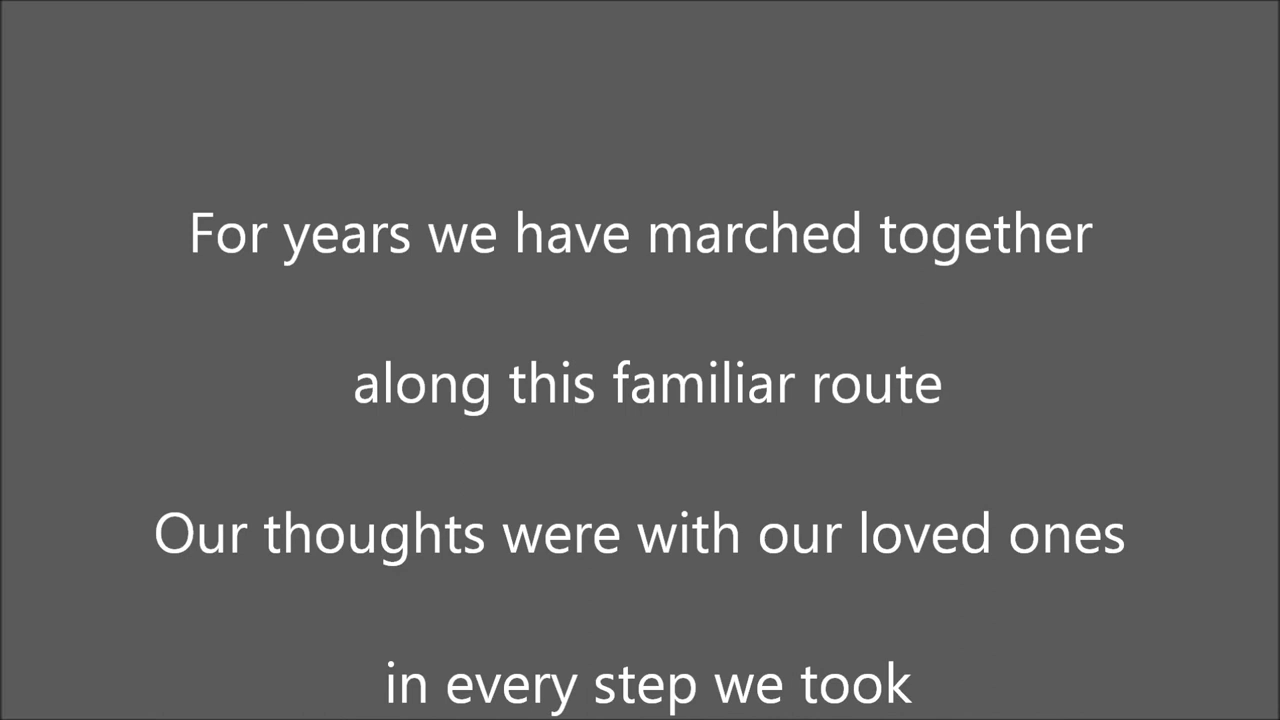 For years we have marched together
along this familiar route
Our thoughts were with our loved ones
in every step we took